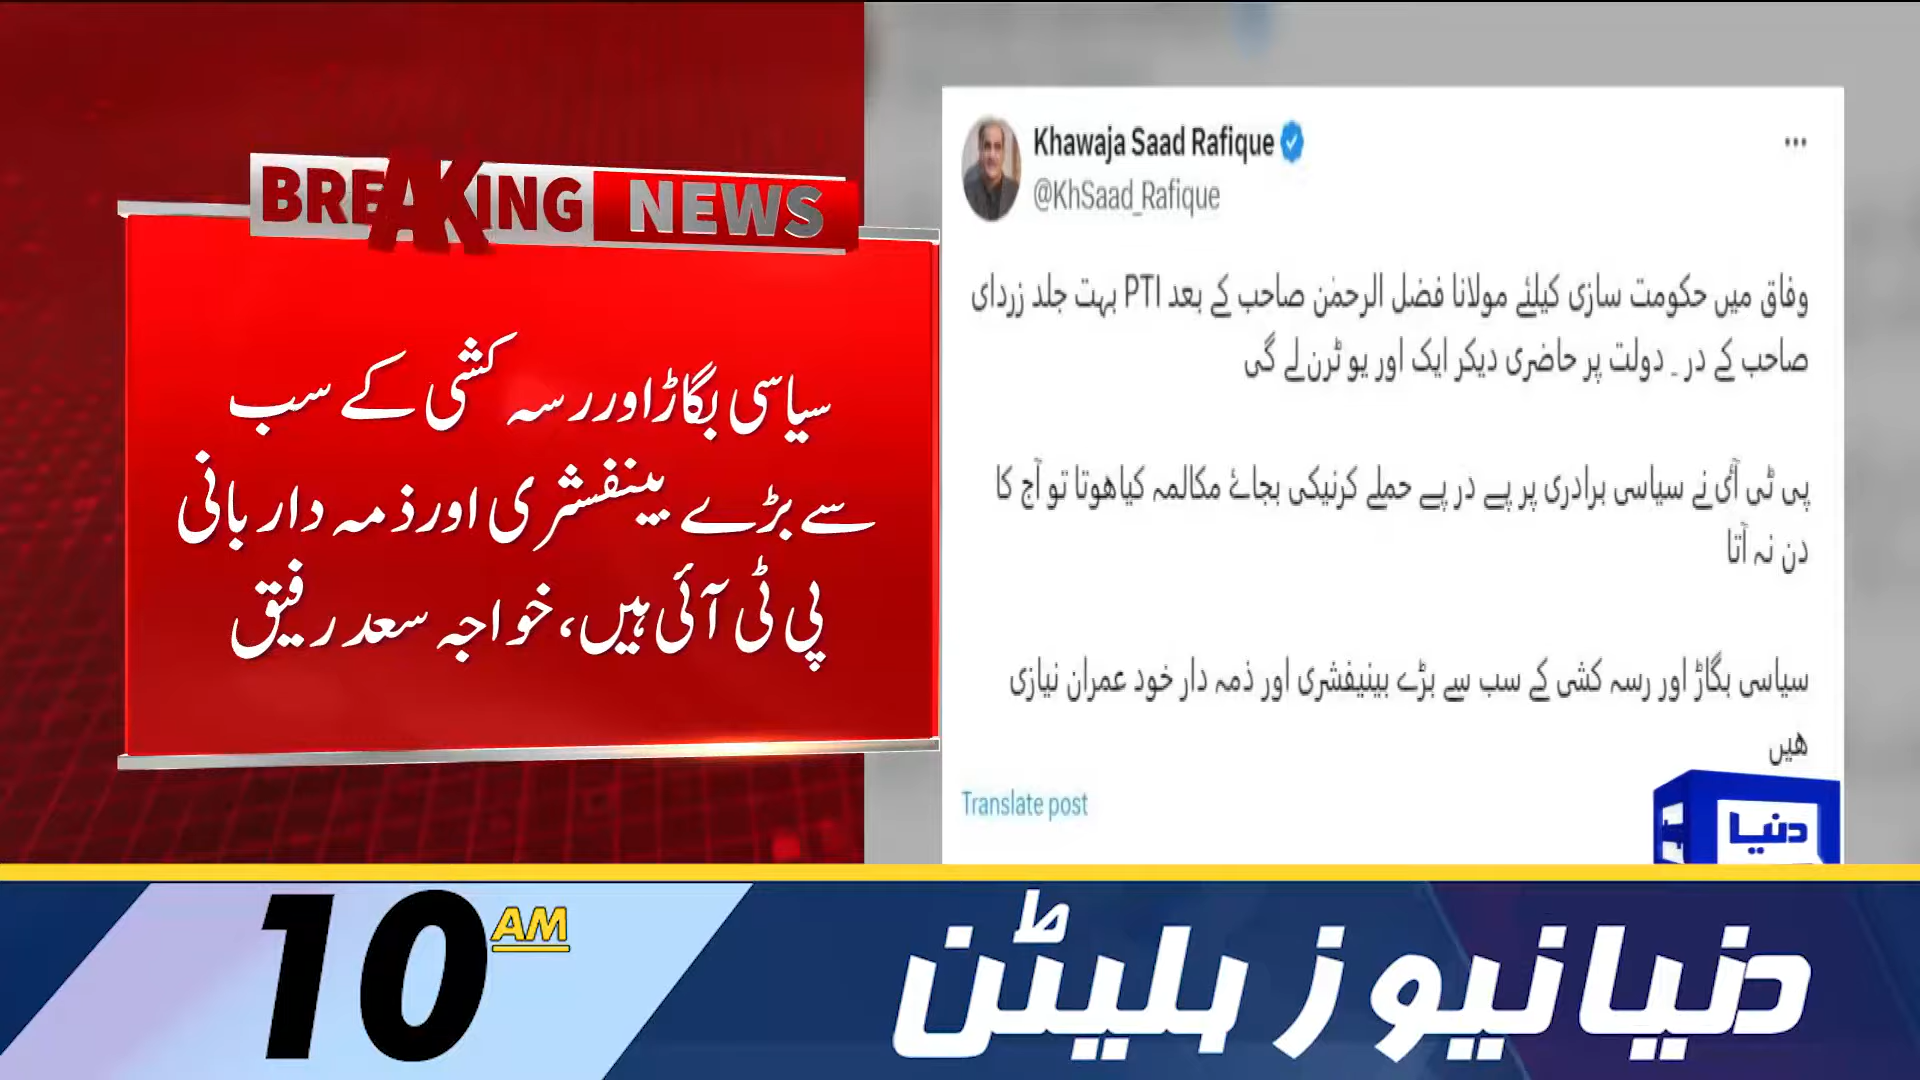 BREAKING NEWS
سیاسی بگاڑ اور رسہ کشی کے سب
سے بڑے بینفشری اور ذمہ دار بانی
پی ٹی آئی ہیں، خواجہ سعد رفیق
Khawaja Saad Rafique
@KhSaad_Rafique
وفاق میں حکومت سازی کیلئے مولانا فضل الرحمٰن صاحب کے بعد PTI بہت جلد زردای
صاحب کے در ۔ دولت پر حاضری دیکر ایک اور یو ٹرن لے گی
پی ٹی آئ نے سیاسی برادری پر پے در پے حملے کرنیکی بجاۓ مکالمہ کیاھوتا تو آج کا
دن نہ آتا
سیاسی بگاڑ اور رسہ کشی کے سب سے بڑے بینیفشری اور ذمہ دار خود عمران نیازی
ھیں
Translate post
دنیا
10 AM
دنیا نیوز بلیٹن